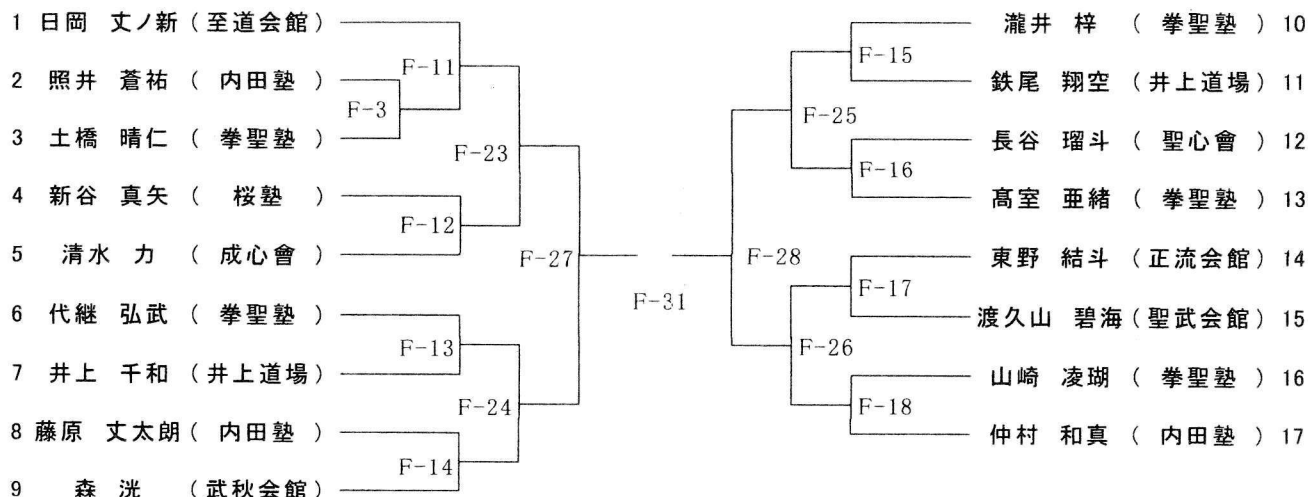 1 日岡 丈ノ新 (至道会館)
2 照井 蒼祐 ( 内田塾 )
3 土橋 晴仁 ( 拳聖塾 )
4 新谷 真矢 ( 桜塾 )
5 清水 力 ( 成心會 )
6 代継 弘武 ( 拳聖塾 )
7 井上 千和 (井上道場)
8 藤原 丈太朗 ( 内田塾 )
9 森 洸 (武秋会館)
F-3
F-11
F-12
F-13
F-14
F-23
F-24
F-27
F-31
F-28
F-25
F-26
F-15
F-16
F-17
F-18
瀧井 梓 ( 拳聖塾 ) 10
鉄尾 翔空 (井上道場) 11
長谷 瑠斗 ( 聖心會 ) 12
髙室 亜緒 ( 拳聖塾 ) 13
東野 結斗 (正流会館) 14
渡久山 碧海 (聖武会館) 15
山崎 凌瑚 ( 拳聖塾 ) 16
仲村 和真 ( 内田塾 ) 17